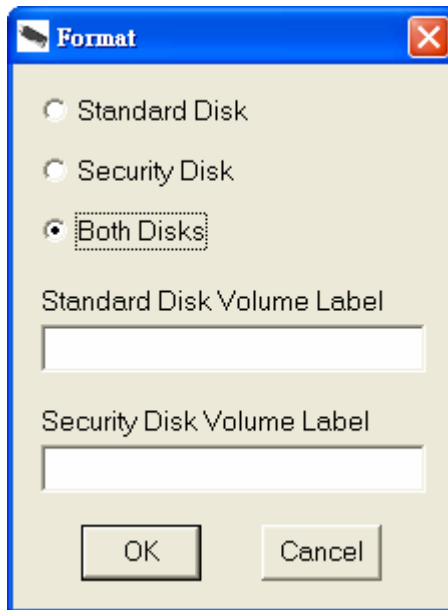 Format
Standard Disk
Security Disk
Both Disks
Standard Disk Volume Label
Security Disk Volume Label
OK Cancel